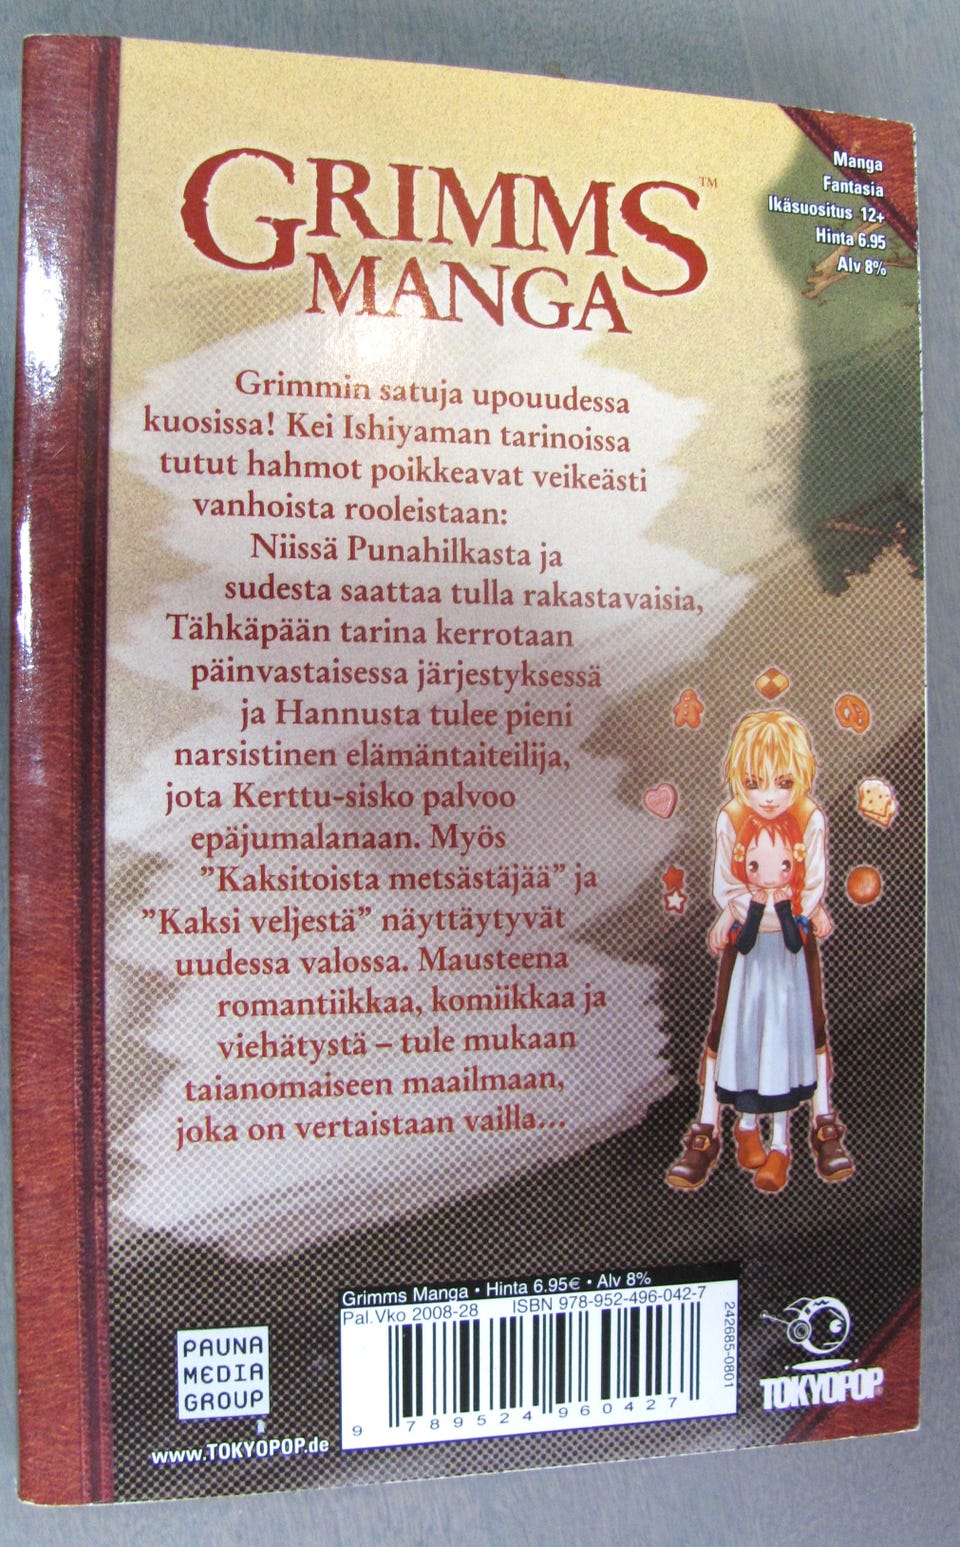 GRIMMS™
MANGA
Manga
Fantasia
Ikäsuositus 12+
Hinta 6.95
Alv 8%
Grimmin satuja upouudessa
kuosissa! Kei Ishiyaman tarinoissa
tutut hahmot poikkeavat veikeästi
vanhoista rooleistaan:
Niissä Punahilkasta ja
sudesta saattaa tulla rakastavaisia,
Tähkäpään tarina kerrotaan
päinvastaisessa järjestyksessä
ja Hannusta tulee pieni
narsistinen elämäntaiteilija,
jota Kerttu-sisko palvoo
epäjumalanaan. Myös
”Kaksitoista metsästäjää” ja
”Kaksi veljestä” näyttäytyvät
uudessa valossa. Mausteena
romantiikkaa, komiikkaa ja
viehätystä – tule mukaan
taianomaiseen maailmaan,
joka on vertaistaan vailla...
PAUNA
MEDIA
GROUP
www.TOKYOPOP.de
Grimms Manga • Hinta 6.95€ • Alv 8%
Pal.Vko 2008-28 ISBN 978-952-496-042-7
9 789524 960427
242685-0801
TOKYOPOP®